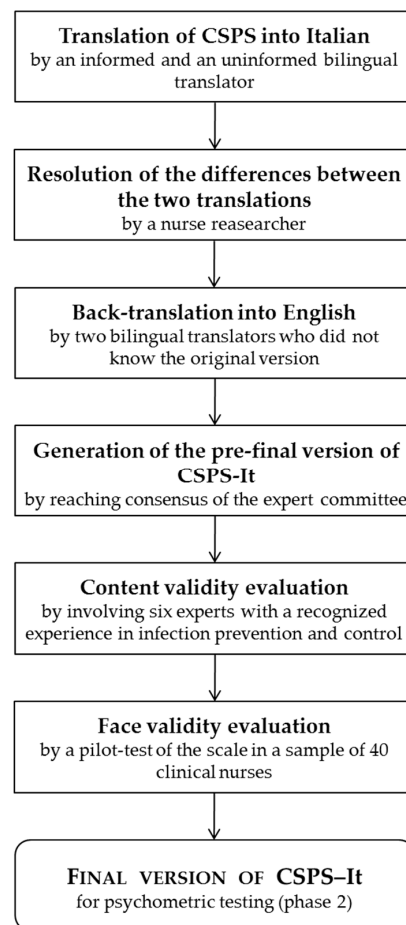 Translation of CSPS into Italian
by an informed and an uninformed bilingual
translator
Resolution of the differences between
the two translations
by a nurse reasearcher
Back-translation into English
by two bilingual translators who did not
know the original version
Generation of the pre-final version of
CSPS-It
by reaching consensus of the expert committee
Content validity evaluation
by involving six experts with a recognized
experience in infection prevention and control
Face validity evaluation
by a pilot-test of the scale in a sample of 40
clinical nurses
FINAL VERSION OF CSPS–It
for psychometric testing (phase 2)